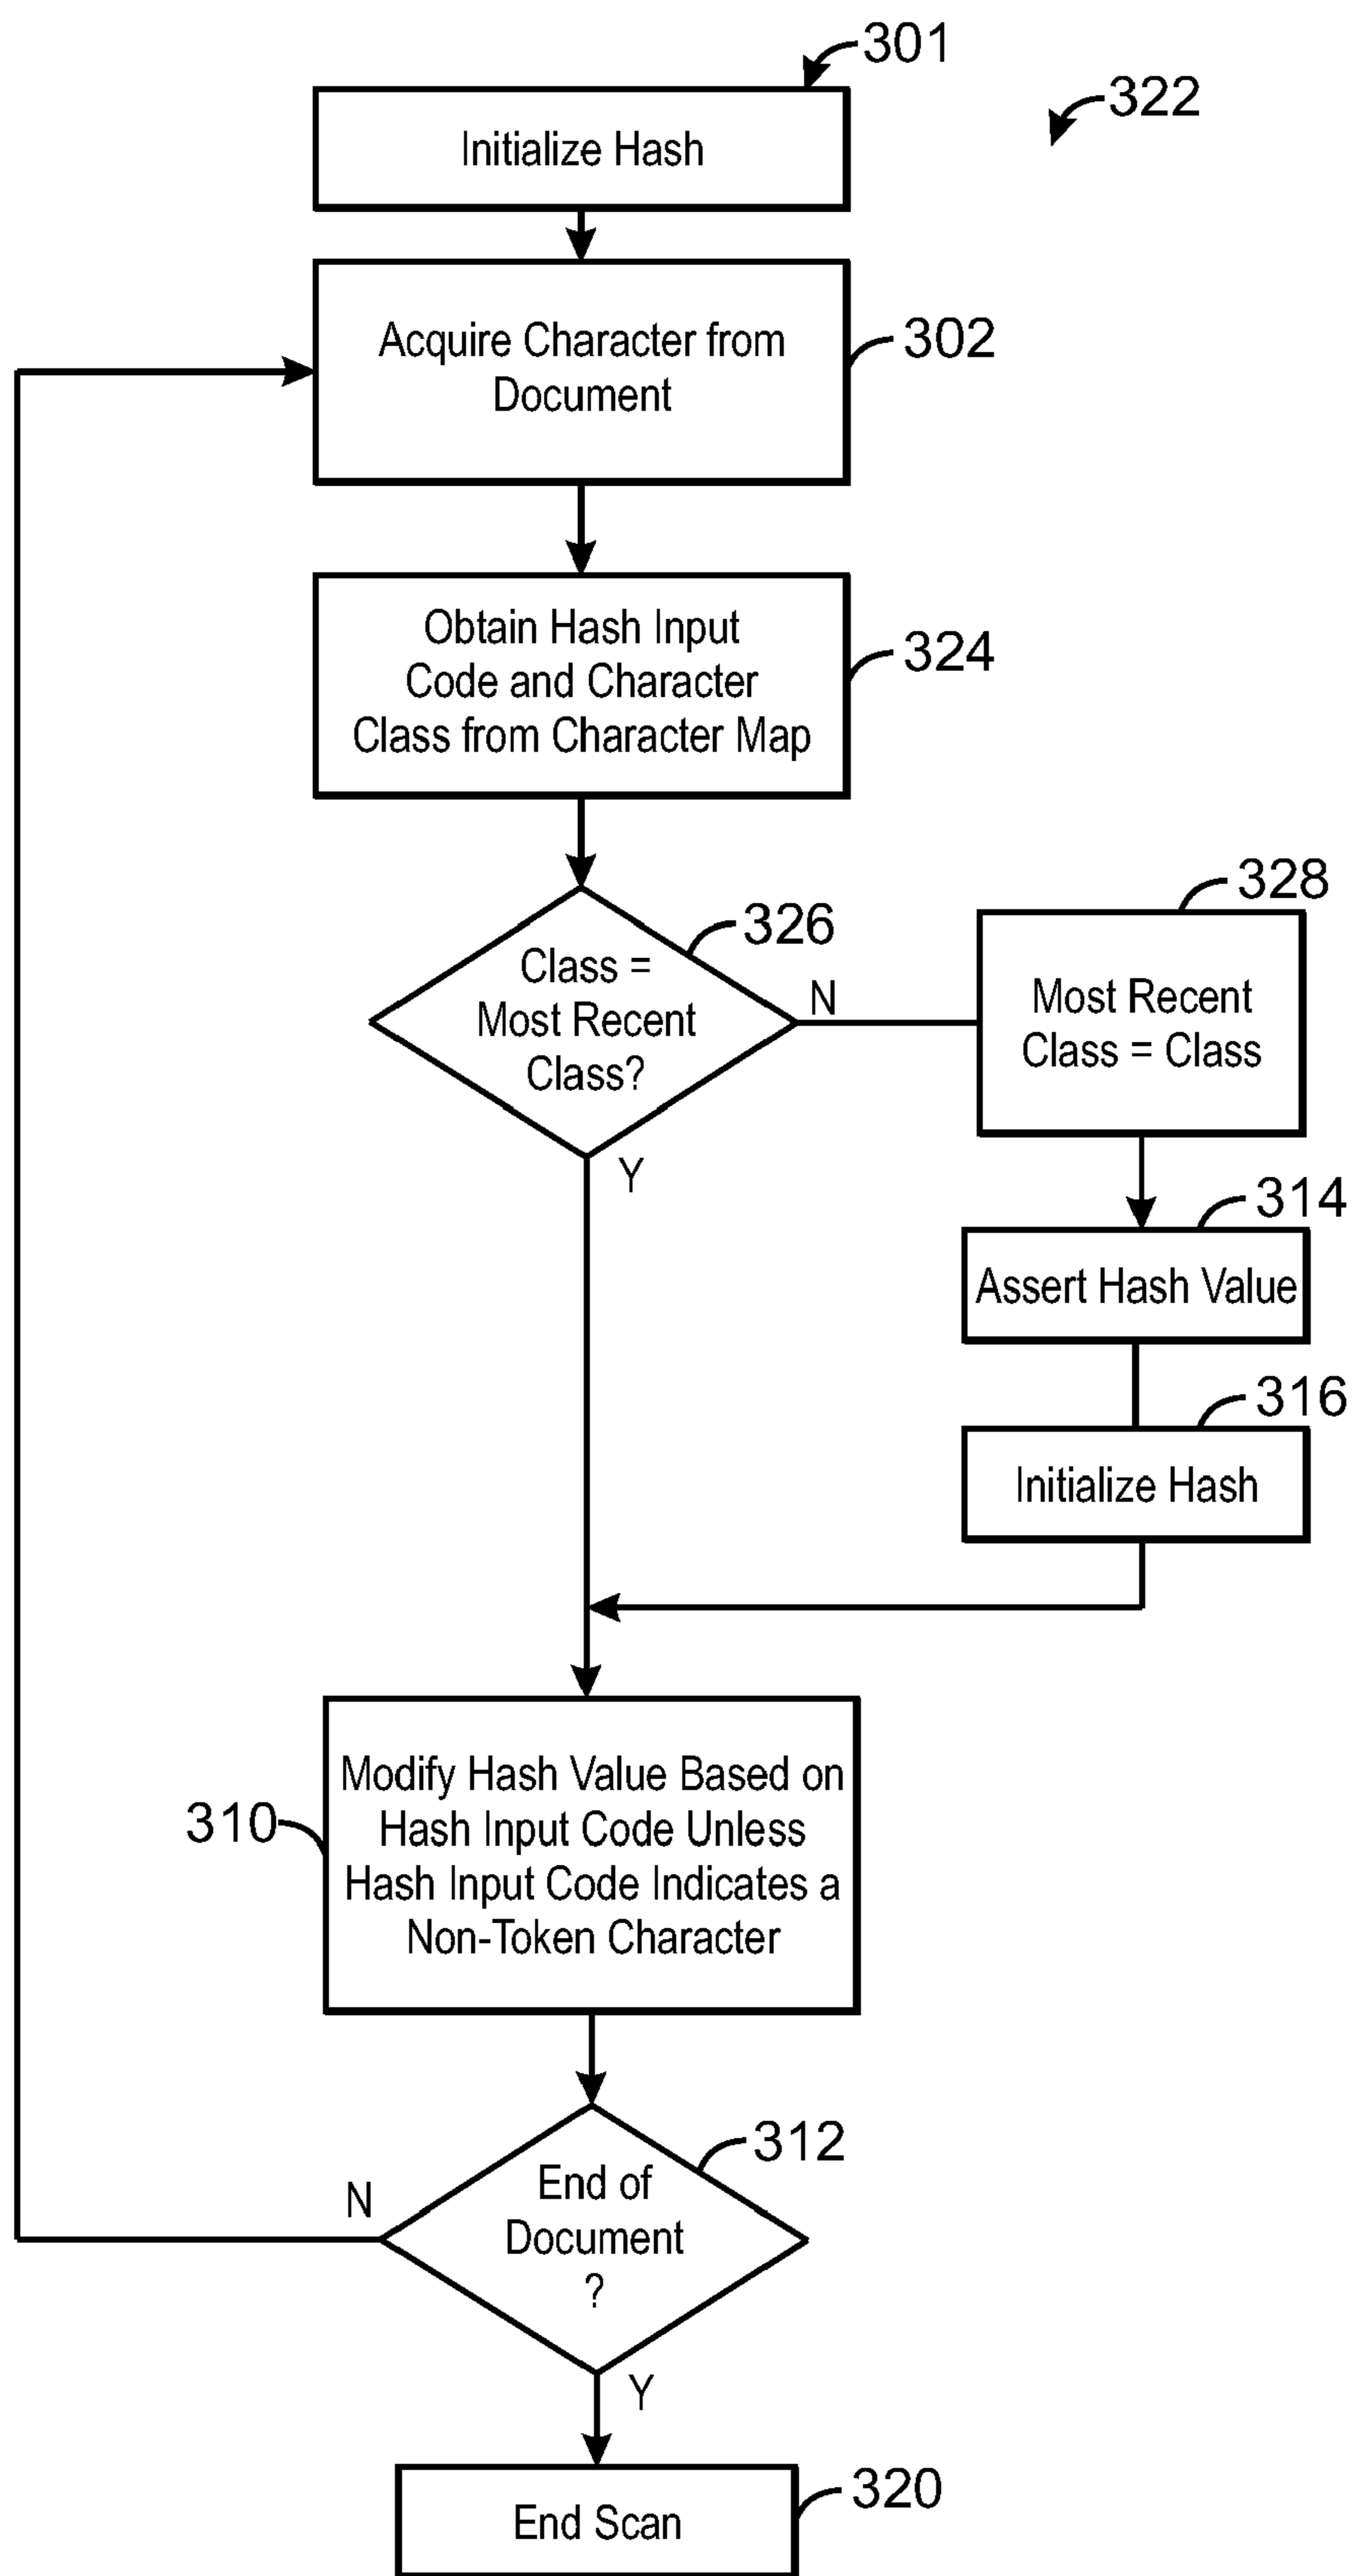 301
322
Initialize Hash
Acquire Character from
Document
302
Obtain Hash Input
Code and Character
Class from Character Map
324
326
Class =
Most Recent
Class?
N
Y
328
Most Recent
Class = Class
314
Assert Hash Value
316
Initialize Hash
310
Modify Hash Value Based on
Hash Input Code Unless
Hash Input Code Indicates a
Non-Token Character
312
End of
Document
?
N
Y
320
End Scan